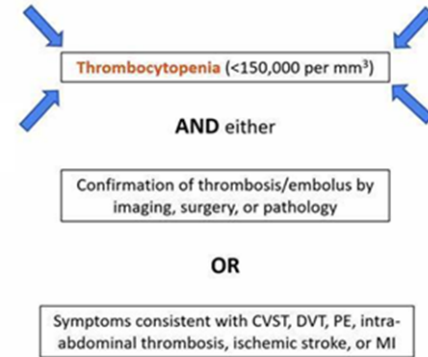 Thrombocytopenia (<150,000 per mm³)
AND either
Confirmation of thrombosis/embolus by
imaging, surgery, or pathology
OR
Symptoms consistent with CVST, DVT, PE, intra-
abdominal thrombosis, ischemic stroke, or MI